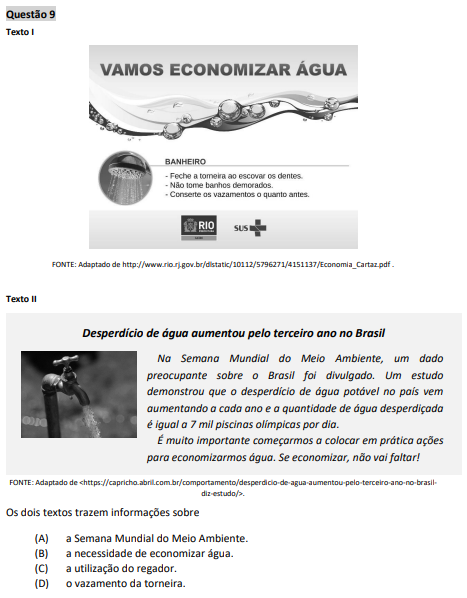 Questão 9
Texto I
VAMOS ECONOMIZAR ÁGUA
BANHEIRO
- Feche a torneira ao escovar os dentes.
- Não tome banhos demorados.
- Conserte os vazamentos o quanto antes.
RIO
SUS
FONTE: Adaptado de http://www.rio.rj.gov.br/dlstatic/10112/5796271/4151137/Economia_Cartaz.pdf .
Texto II
Desperdício de água aumentou pelo terceiro ano no Brasil
Na Semana Mundial do Meio Ambiente, um dado
preocupante sobre o Brasil foi divulgado. Um estudo
demonstrou que o desperdício de água potável no país vem
aumentando a cada ano e a quantidade de água desperdiçada
é igual a 7 mil piscinas olímpicas por dia.
É muito importante começarmos a colocar em prática ações
para economizarmos água. Se economizar, não vai faltar!
FONTE: Adaptado de <https://capricho.abril.com.br/comportamento/desperdicio-de-agua-aumentou-pelo-terceiro-ano-no-brasil-
diz-estudo/>.
Os dois textos trazem informações sobre
(A) a Semana Mundial do Meio Ambiente.
(B) a necessidade de economizar água.
(C) a utilização do regador.
(D) o vazamento da torneira.